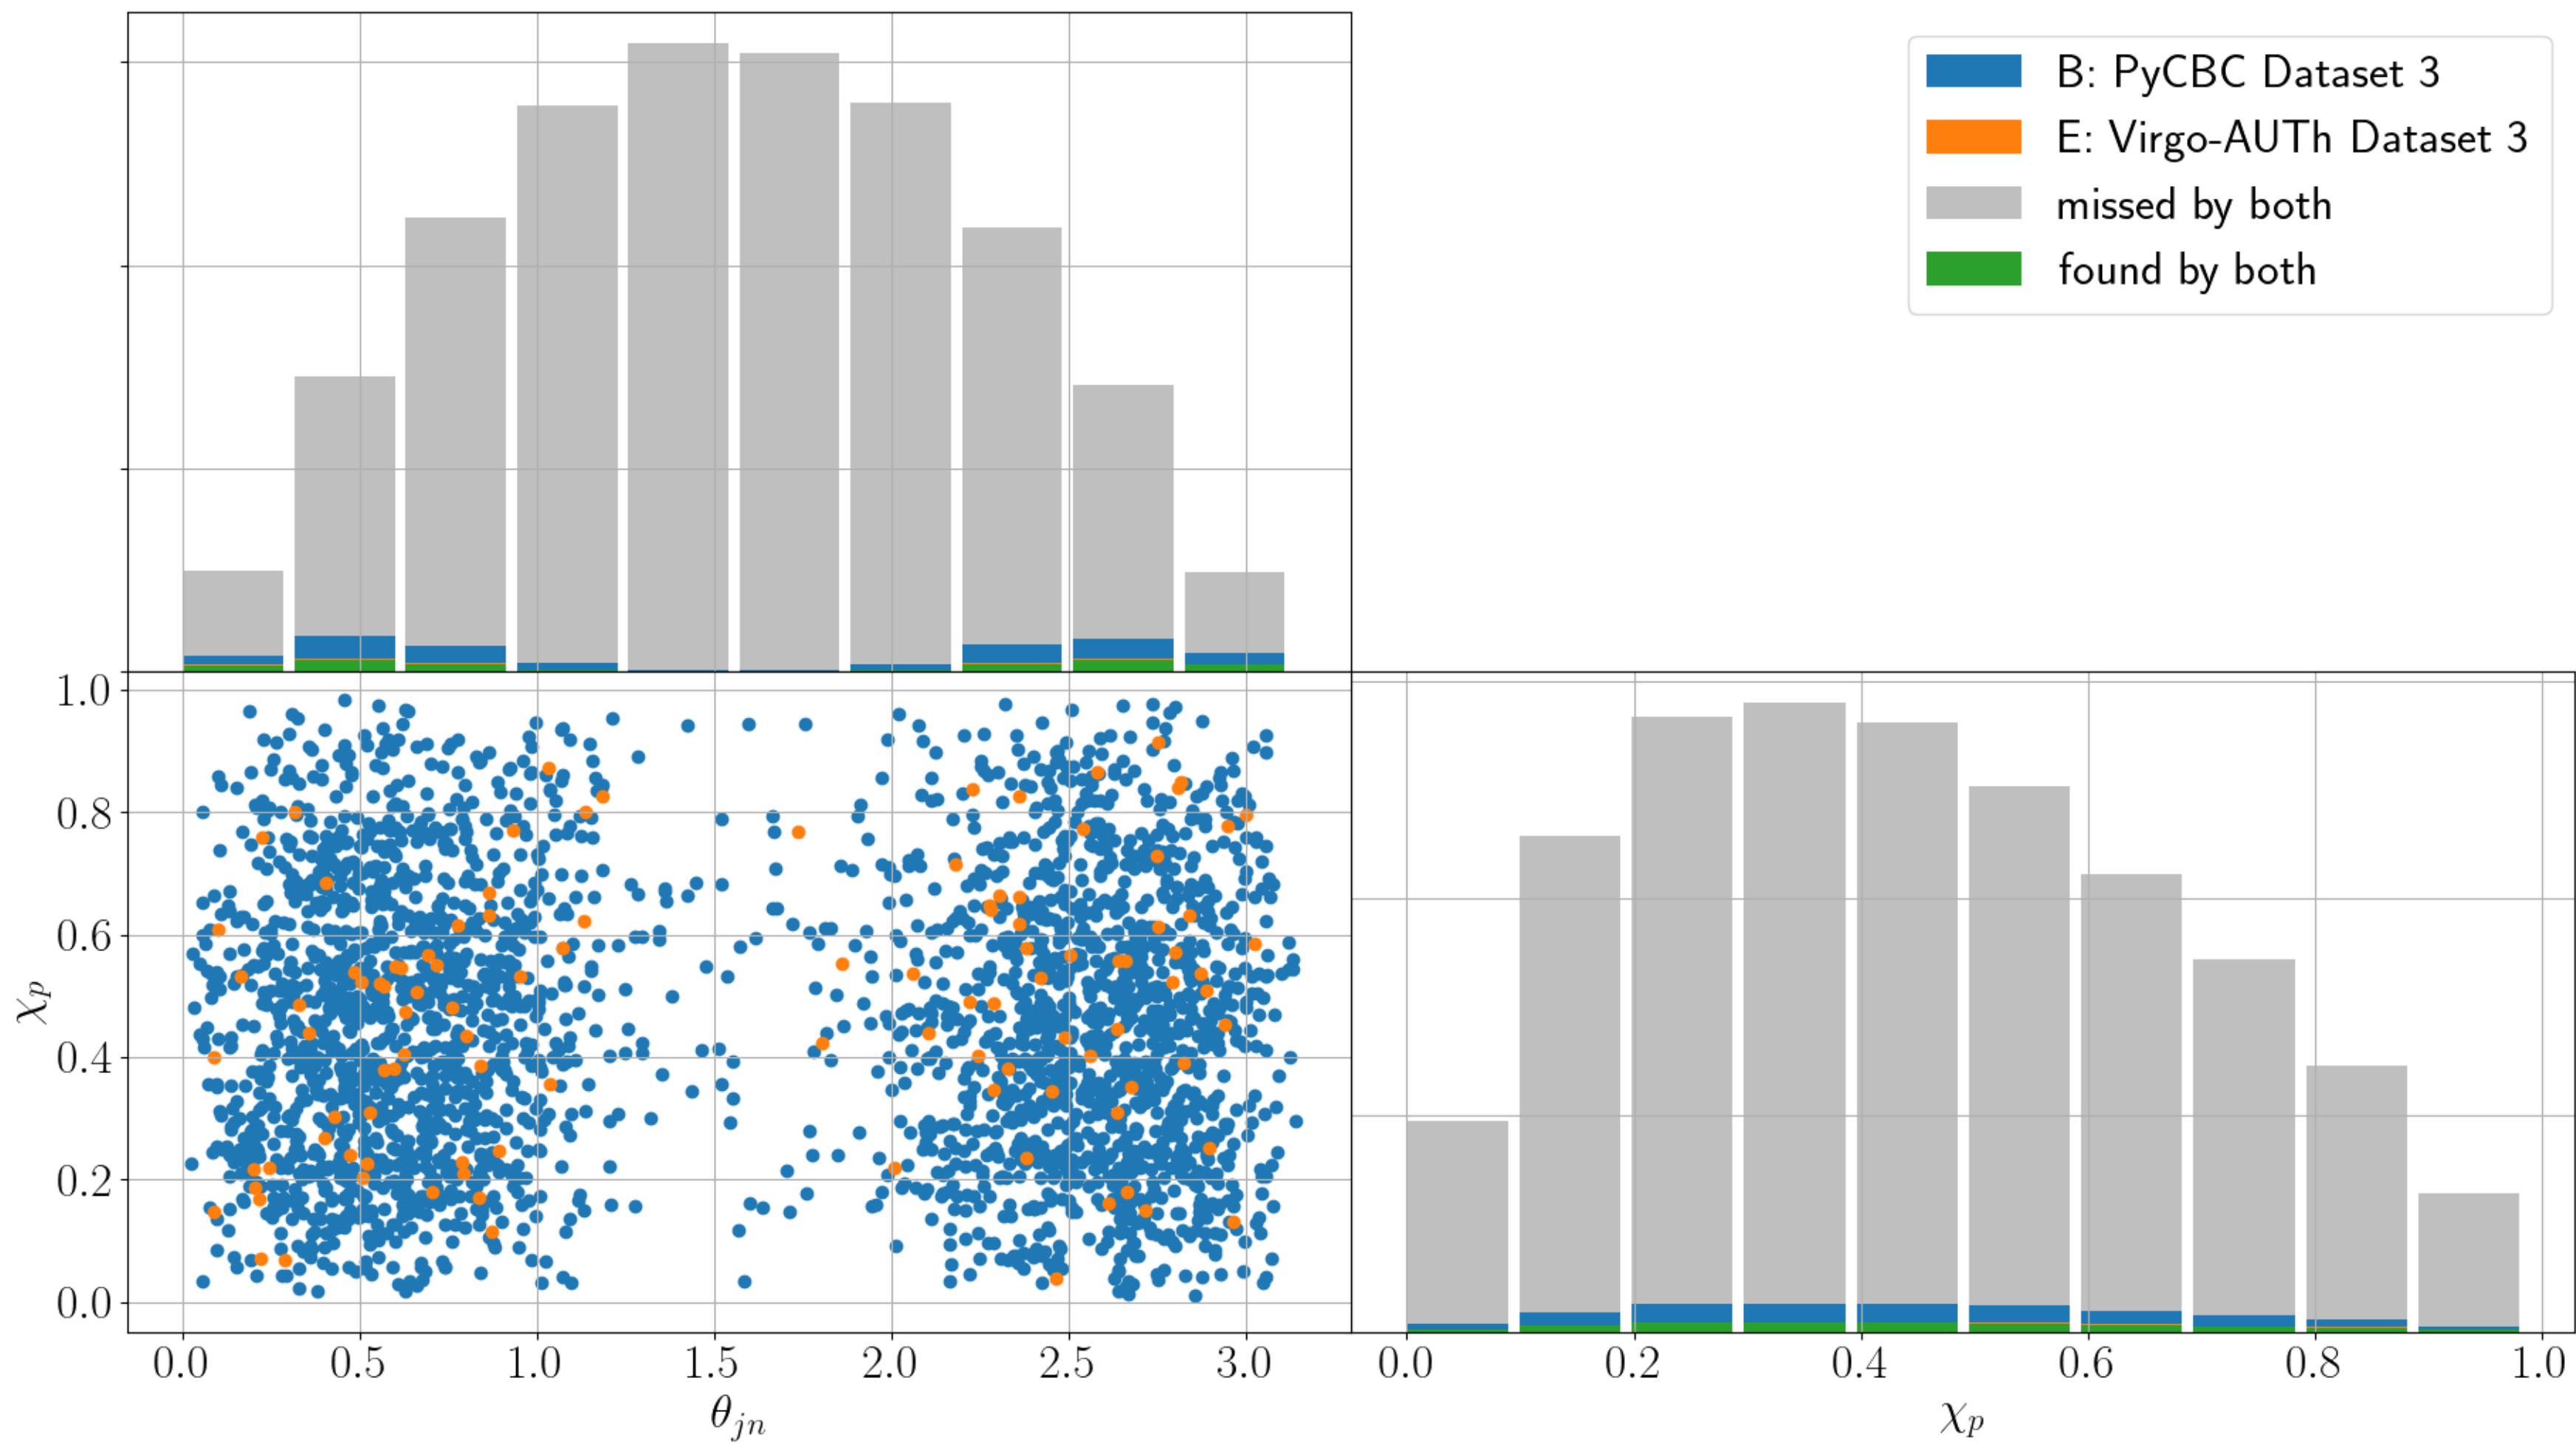 B: PyCBC Dataset 3
E: Virgo-AUTh Dataset 3
missed by both
found by both
1.0
0.8
0.6
0.4
0.2
0.0
χp
0.0 0.5 1.0 1.5 2.0 2.5 3.0
θjn
0.0 0.2 0.4 0.6 0.8 1.0
χp